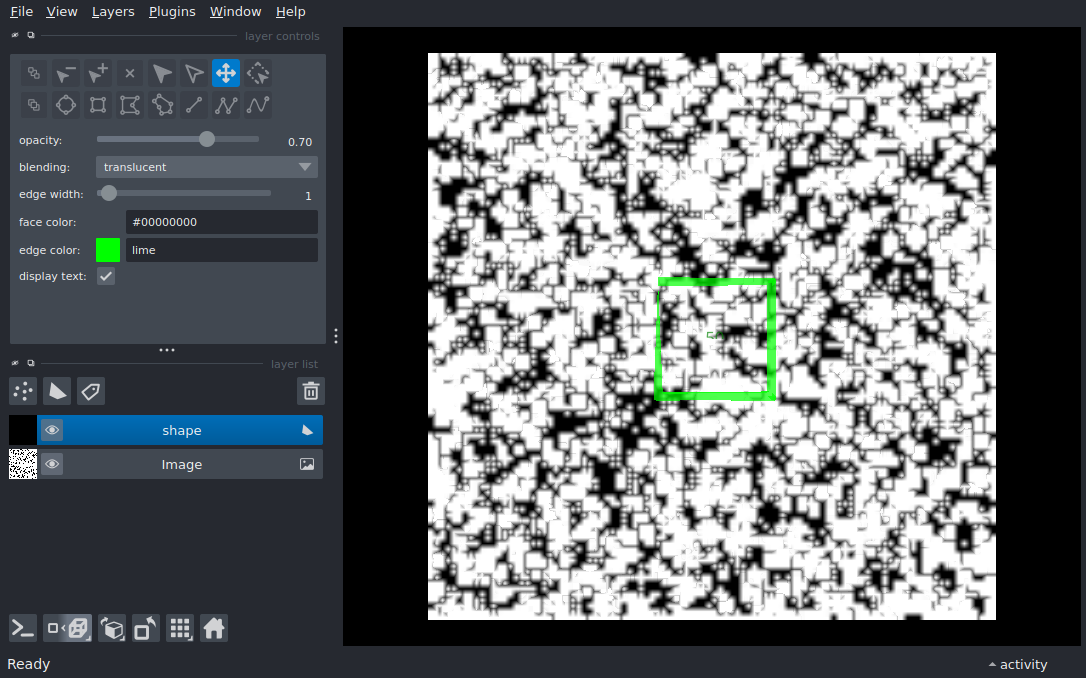 File View Layers Plugins Window Help
layer controls
opacity: 0.70
blending: translucent
edge width: 1
face color: #00000000
edge color: lime
display text:
layer list
shape
Image
Ready
activity